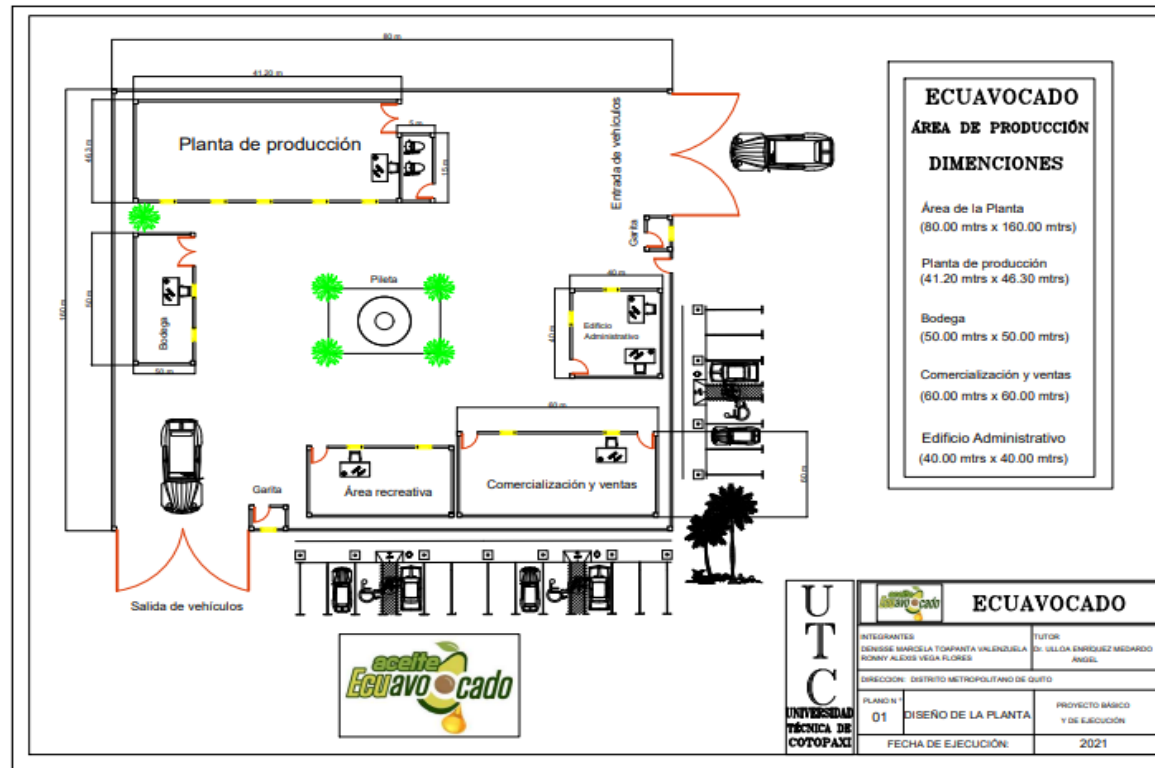 80 m
41.20 m
Planta de producción
5 m
15 m
Entrada de vehículos
160 m
50 m
Bodega
50 m
Pileta
Garita
40 m
40 m
Edificio
Administrativo
60 m
60 m
Área recreativa
Comercialización y ventas
Garita
Salida de vehículos
aceite
Ecuavocado
ECUAVOCADO
ÁREA DE PRODUCCIÓN
DIMENCIONES
Área de la Planta
(80.00 mtrs x 160.00 mtrs)
Planta de producción
(41.20 mtrs x 46.30 mtrs)
Bodega
(50.00 mtrs x 50.00 mtrs)
Comercialización y ventas
(60.00 mtrs x 60.00 mtrs)
Edificio Administrativo
(40.00 mtrs x 40.00 mtrs)
UTC
UNIVERSIDAD
TÉCNICA DE
COTOPAXI
aceite
Ecuavocado
ECUAVOCADO
INTEGRANTES
DENISSE MARCELA TOAPANTA VALENZUELA
RONNY ALEXIS VEGA FLORES
TUTOR
Dr. ULLOA ENRÍQUEZ MEDARDO
ÁNGEL
DIRECCION: DISTRITO METROPOLITANO DE QUITO
PLANO N°
01
DISEÑO DE LA PLANTA
PROYECTO BÁSICO
Y DE EJECUCIÓN
FECHA DE EJECUCIÓN:
2021